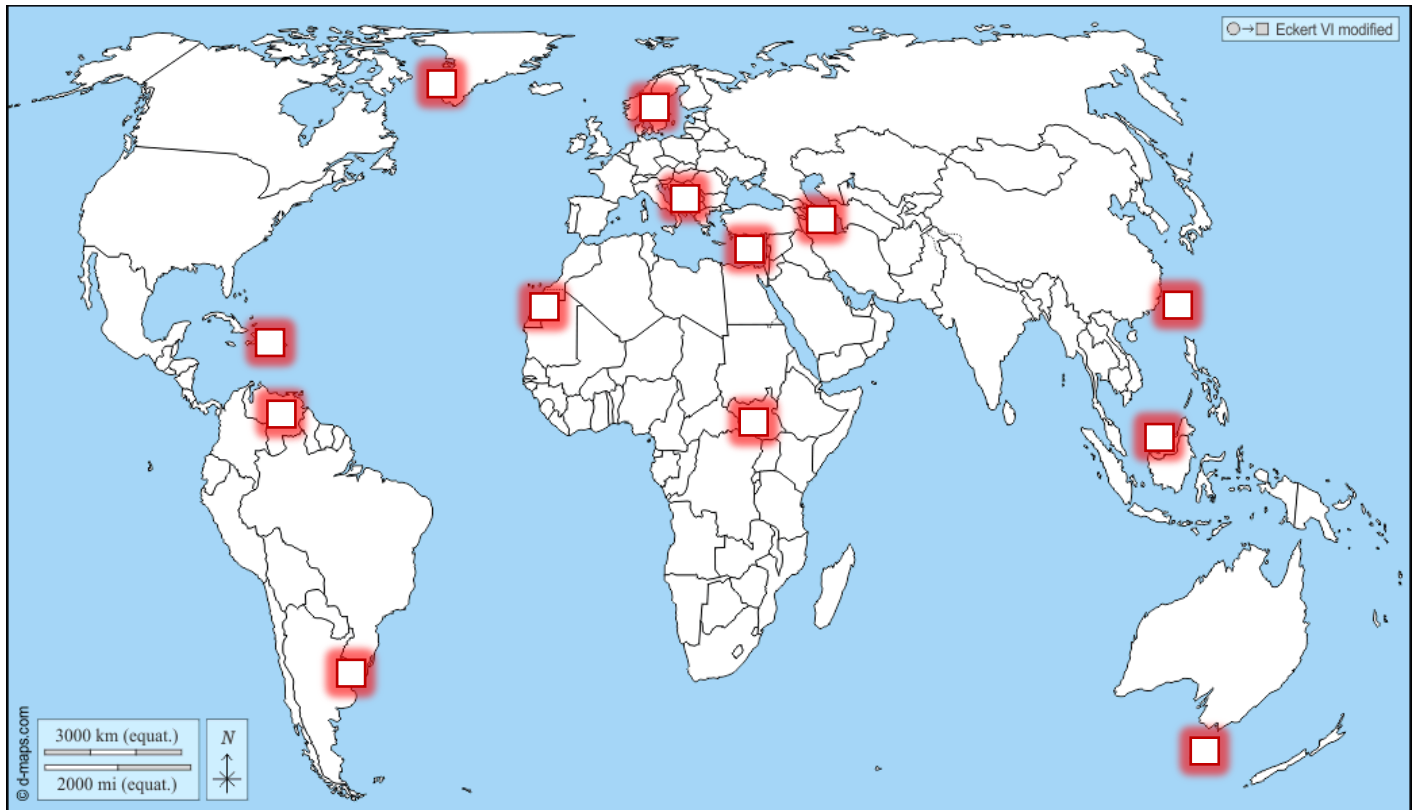 Eckert VI modified
© d-maps.com
3000 km (equat.)
2000 mi (equat.)
N